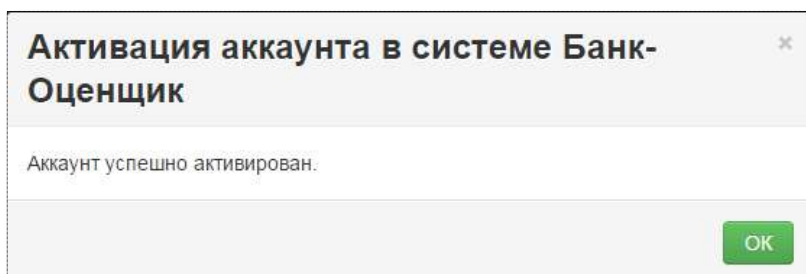 Активация аккаунта в системе Банк-
Оценщик
×
Аккаунт успешно активирован.
OK